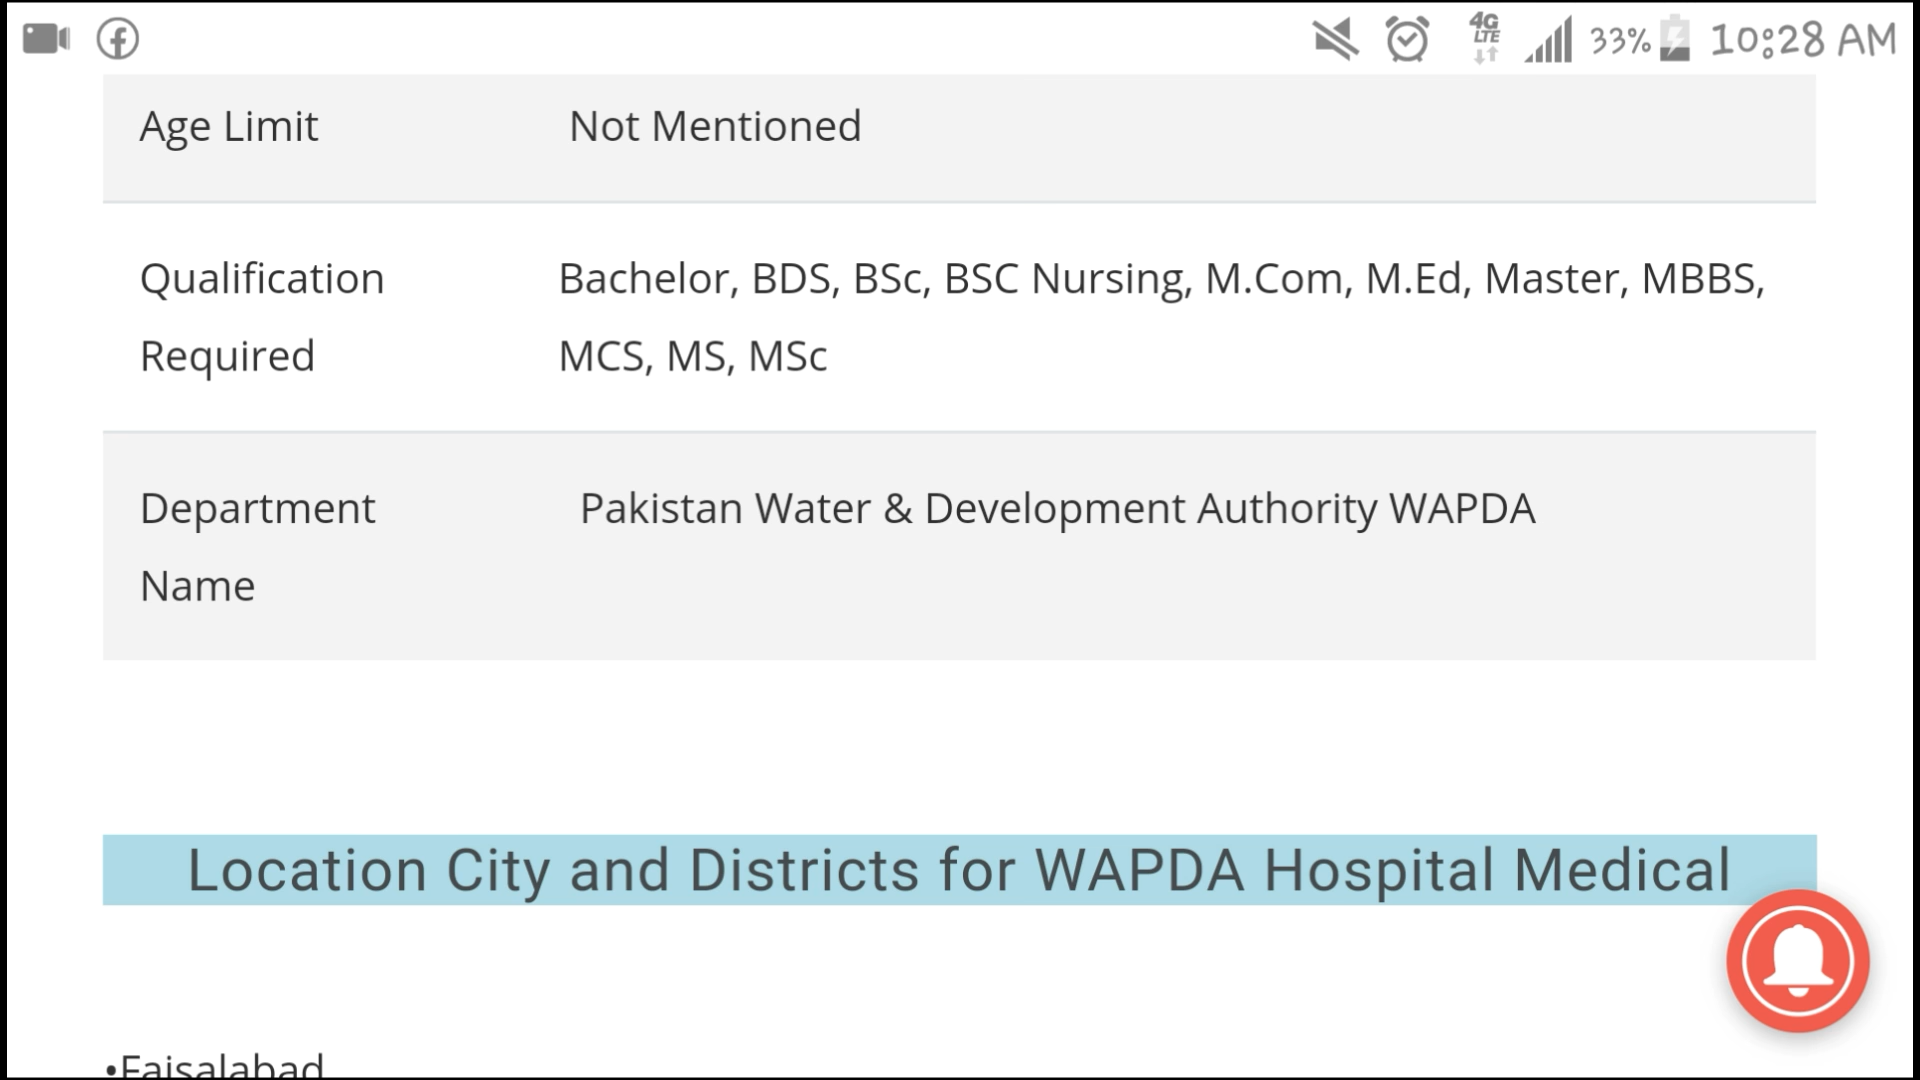 4G LTE 33% 10:28 AM
Age Limit Not Mentioned
Qualification Bachelor, BDS, BSc, BSC Nursing, M.Com, M.Ed, Master, MBBS,
Required MCS, MS, MSc
Department Pakistan Water & Development Authority WAPDA
Name
Location City and Districts for WAPDA Hospital Medical
•Faisalabad